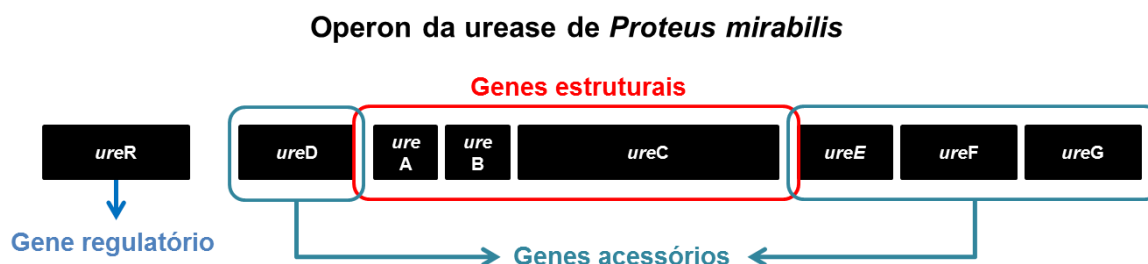 Operon da urease de Proteus mirabilis
Genes estruturais
ureR
ureD
ure
A
ure
B
ureC
ureE
ureF
ureG
Gene regulatório
Genes acessórios